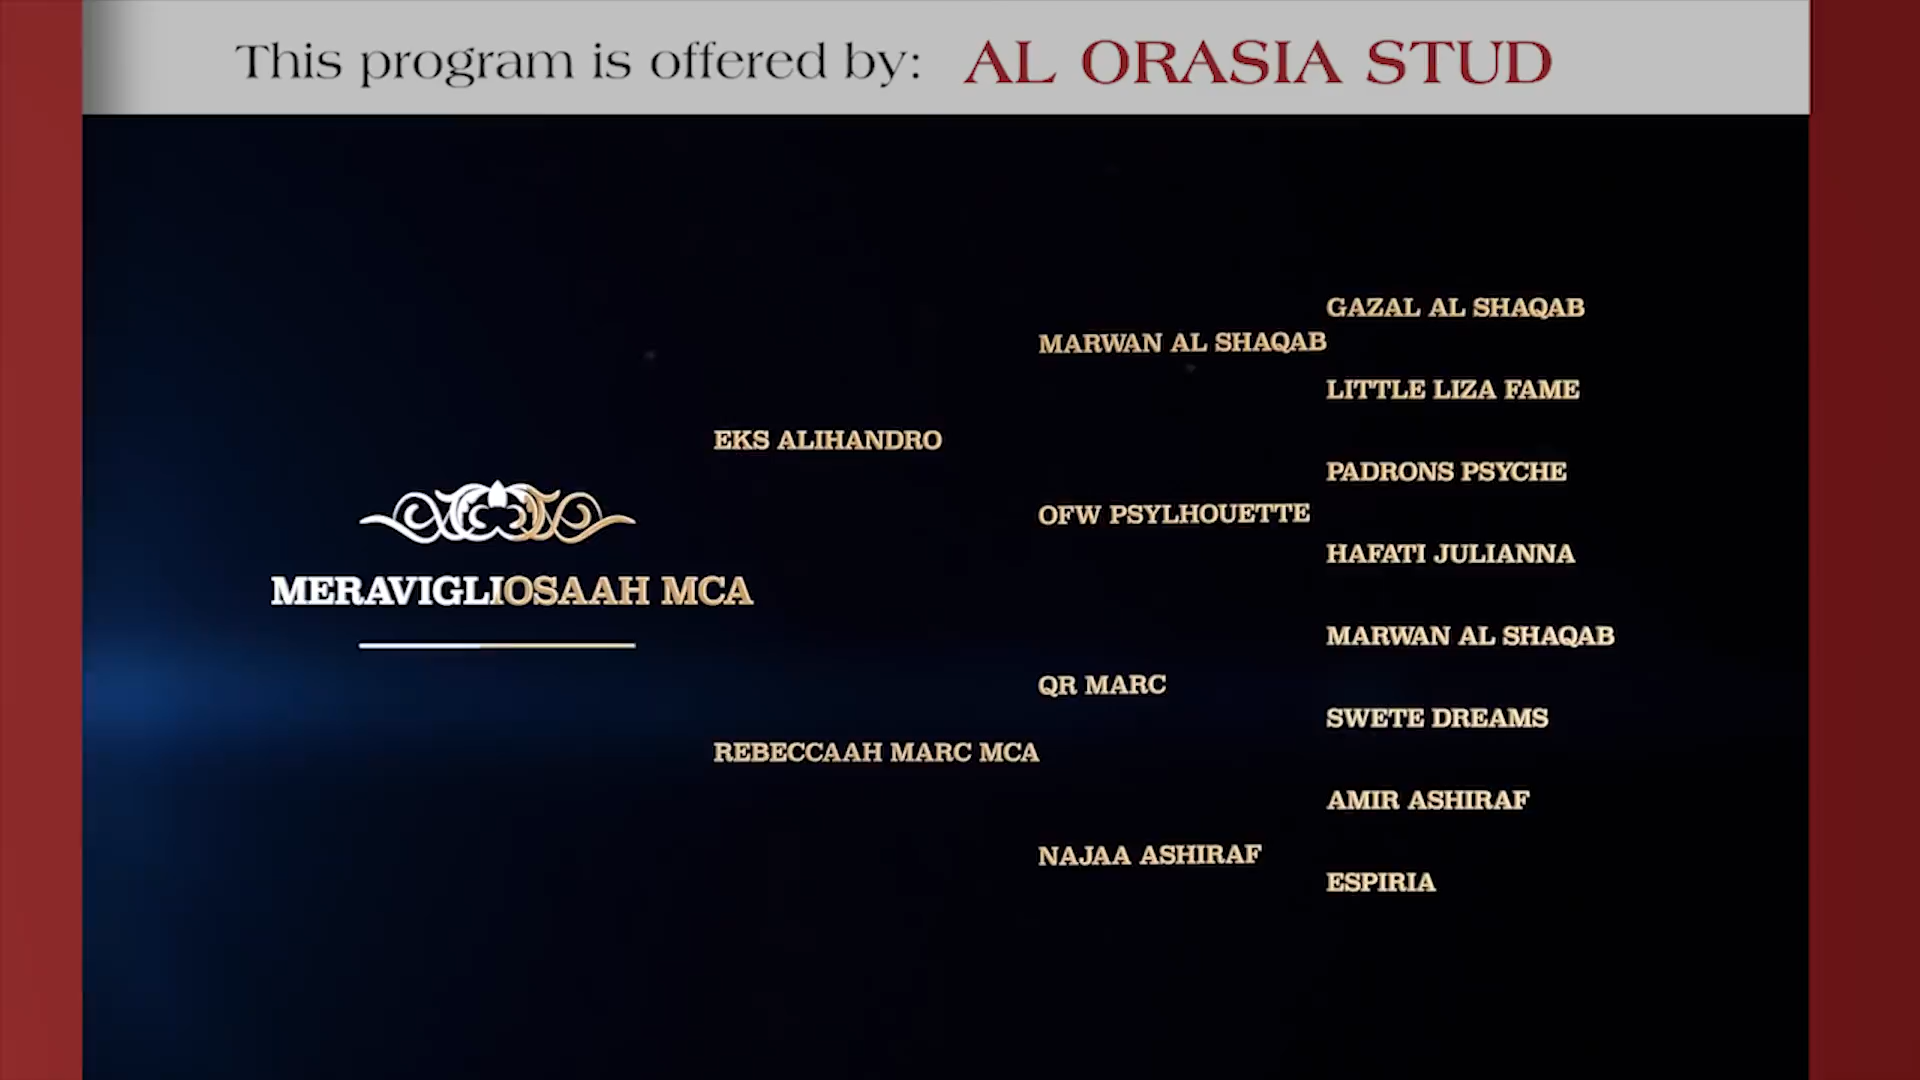 This program is offered by: AL ORASIA STUD
GAZAL AL SHAQAB
MARWAN AL SHAQAB
LITTLE LIZA FAME
EKS ALIHANDRO
PADRONS PSYCHE
OFW PSYLHOUETTE
HAFATI JULIANNA
MERAVIGLIOSAAH MCA
MARWAN AL SHAQAB
QR MARC
SWETE DREAMS
REBECCAAH MARC MCA
AMIR ASHIRAF
NAJAA ASHIRAF
ESPIRIA